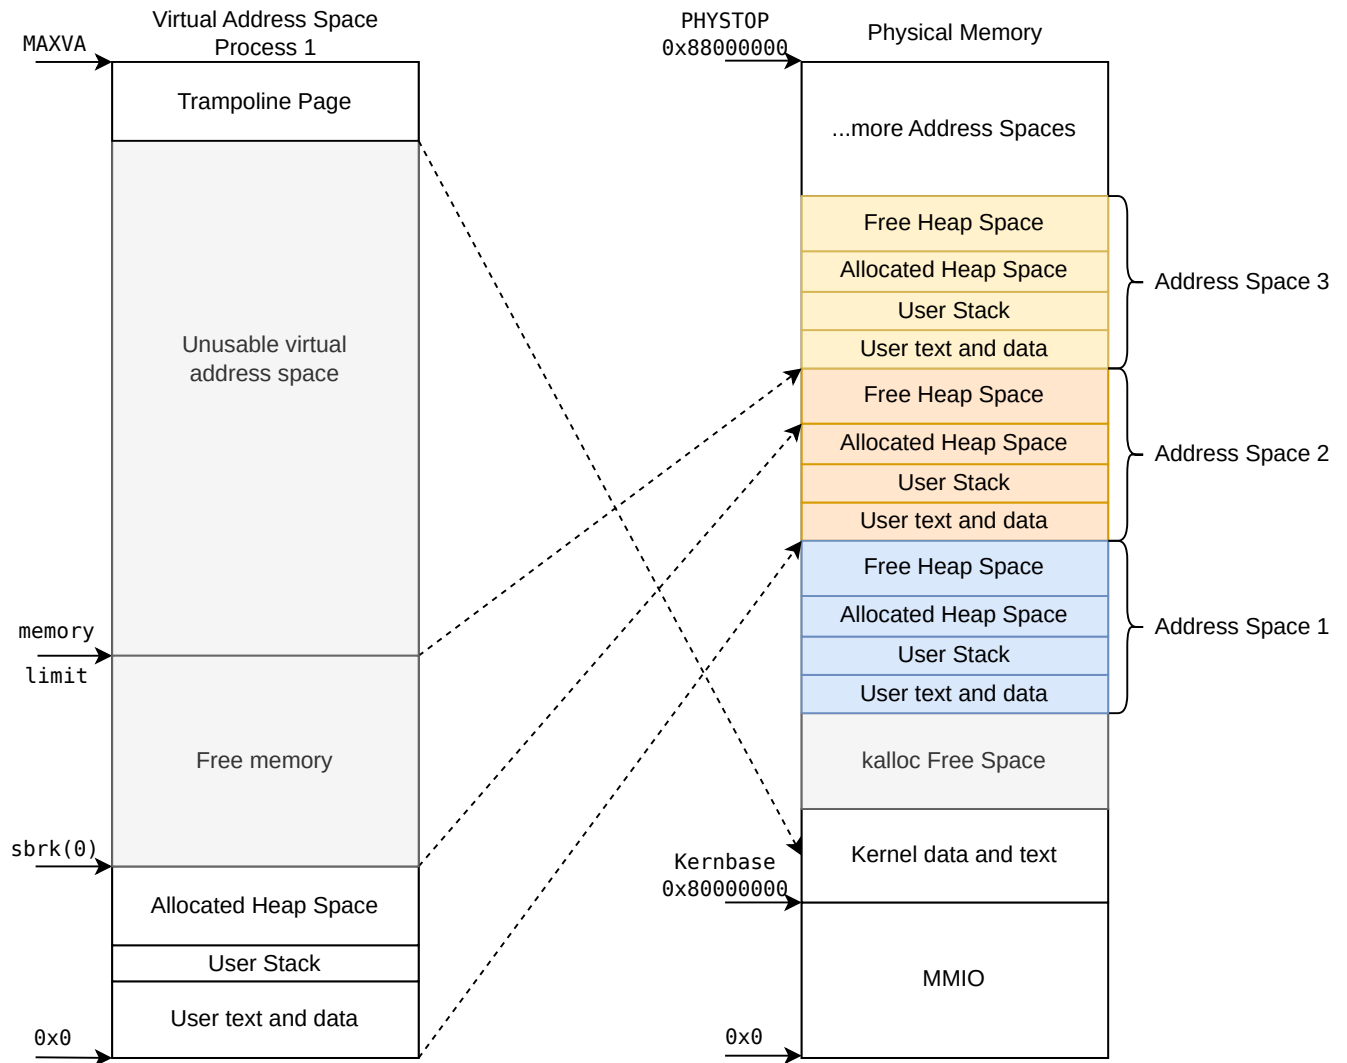 Virtual Address Space
Process 1
MAXVA
Trampoline Page
Unusable virtual
address space
memory
limit
Free memory
sbrk(0)
Allocated Heap Space
User Stack
User text and data
0x0
PHYSTOP
0x88000000
Physical Memory
...more Address Spaces
Free Heap Space
Allocated Heap Space
User Stack
User text and data
Address Space 3
Free Heap Space
Allocated Heap Space
User Stack
User text and data
Address Space 2
Free Heap Space
Allocated Heap Space
User Stack
User text and data
Address Space 1
kalloc Free Space
Kernel data and text
Kernbase
0x80000000
MMIO
0x0